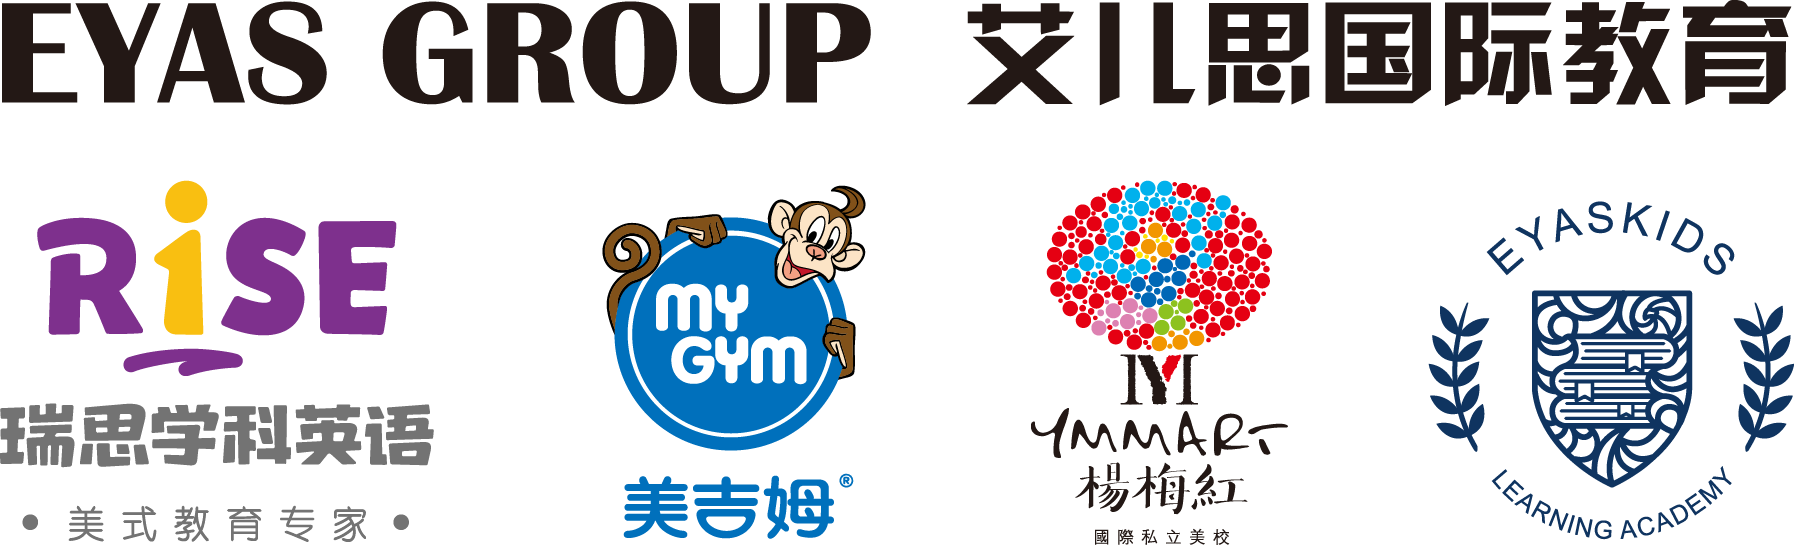 EYAS GROUP 艾儿思国际教育
RiSE
瑞思学科英语
·美式教育专家·
MY
GYM
美吉姆®
YM
YMMART
楊梅紅
國際私立美校
EYASKIDS
LEARNING ACADEMY